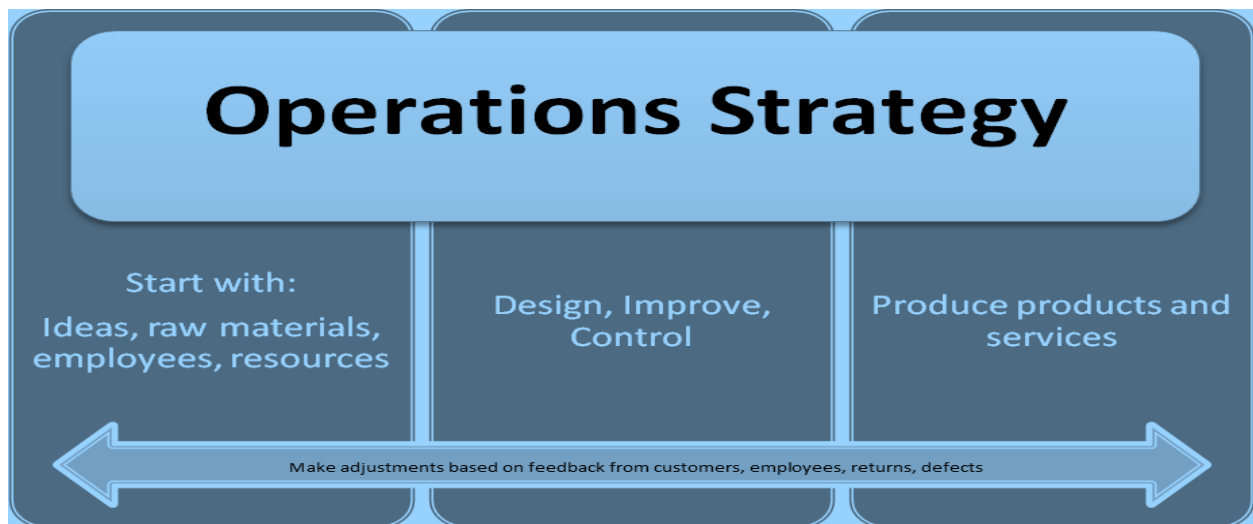 Operations Strategy
Start with:
Ideas, raw materials,
employees, resources
Design, Improve,
Control
Produce products and
services
Make adjustments based on feedback from customers, employees, returns, defects